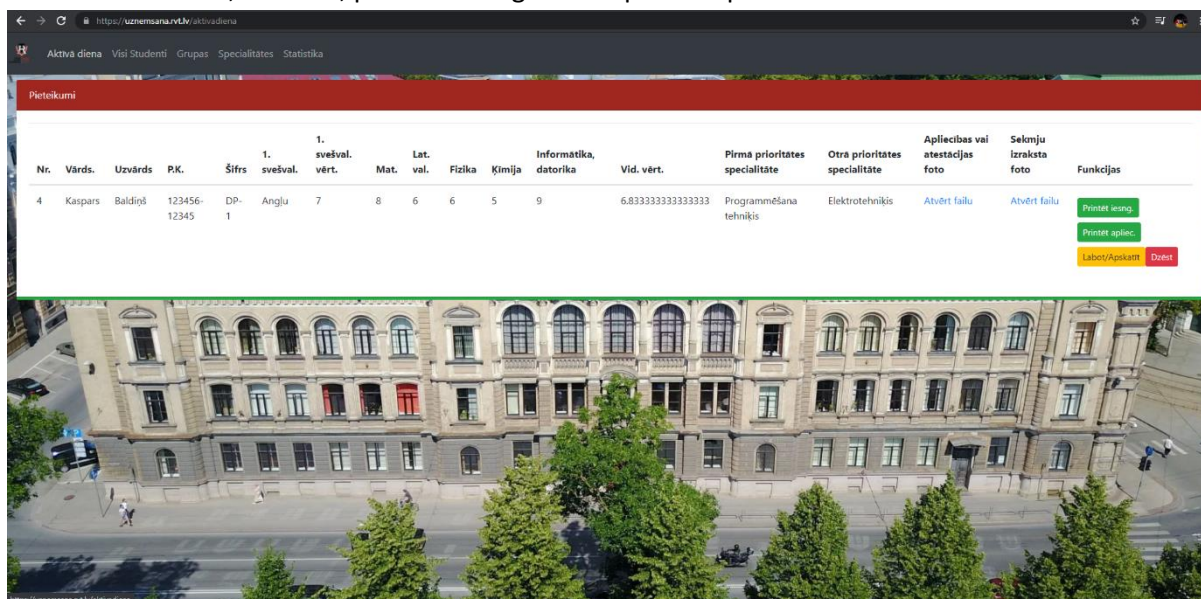 https://uznemsana.rvt.lv/aktivadiena
Aktīvā diena Visi Studenti Grupas Specialitātes Statistika
Pieteikumi
Nr. Vārds. Uzvārds P.K. Šifrs 1. svešval. 1. svešval. vērt. Mat. Lat. val. Fizika Ķīmija Informātika, datorika Vid. vērt. Pirmā prioritātes specialitāte Otrā prioritātes specialitāte Apliecības vai atestācijas foto Sekmju izraksta foto Funkcijas
4 Kaspars Baldiņš 123456-12345 DP-1 Angļu 7 8 6 6 5 9 6.833333333333333 Programmēšana tehniķis Elektrotehniķis Atvērt failu Atvērt failu
Printēt iesng.
Printēt apliec.
Labot/Apskatīt Dzēst